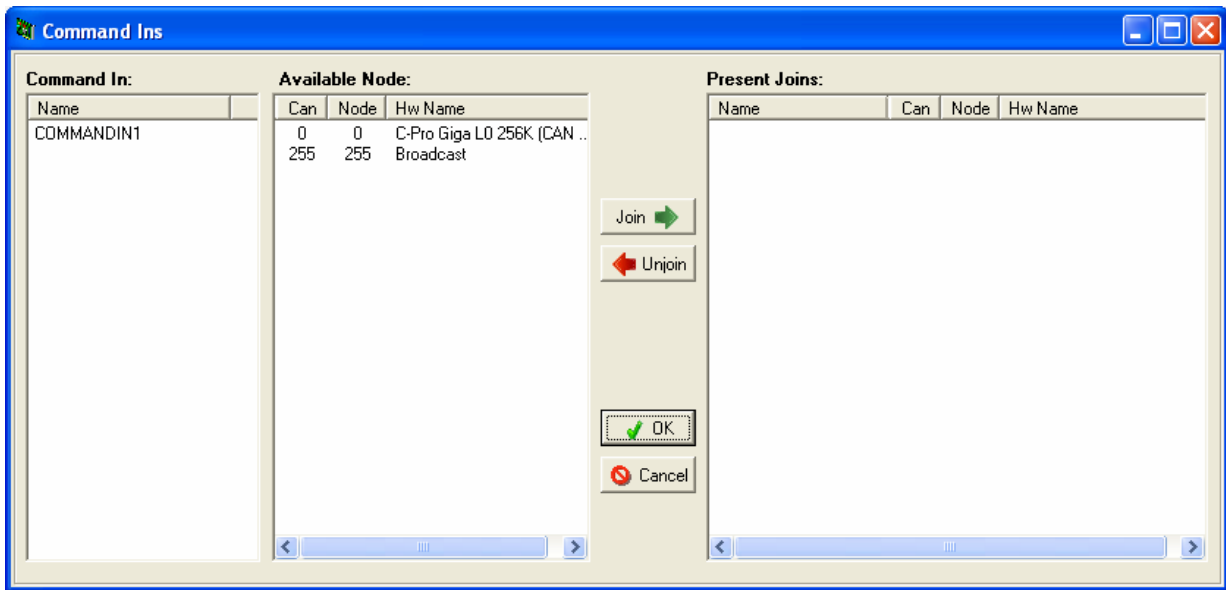 Command Ins
Command In:
Name
COMMANDIN1
Available Node:
Can Node Hw Name
0 0 C-Pro Giga L0 256K (CAN ..
255 255 Broadcast
Join
Unjoin
OK
Cancel
Present Joins:
Name Can Node Hw Name